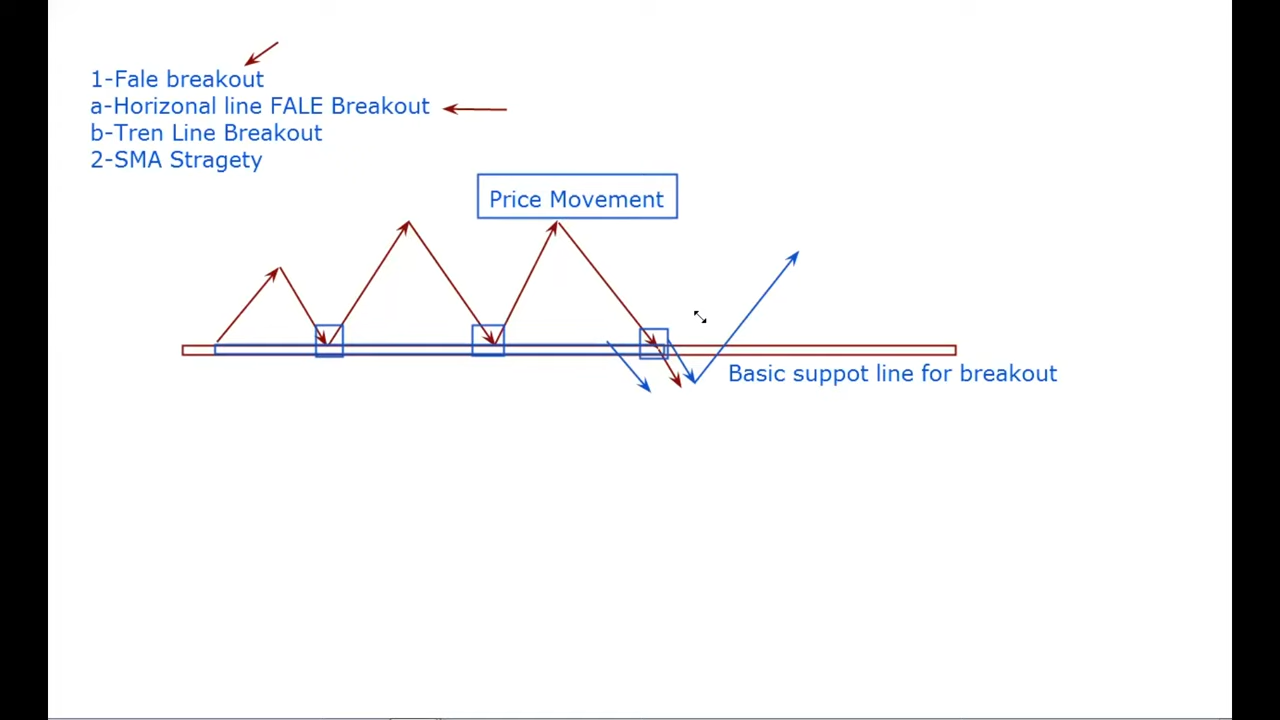 1-Fale breakout
a-Horizonal line FALE Breakout
b-Tren Line Breakout
2-SMA Stragety
Price Movement
Basic suppot line for breakout